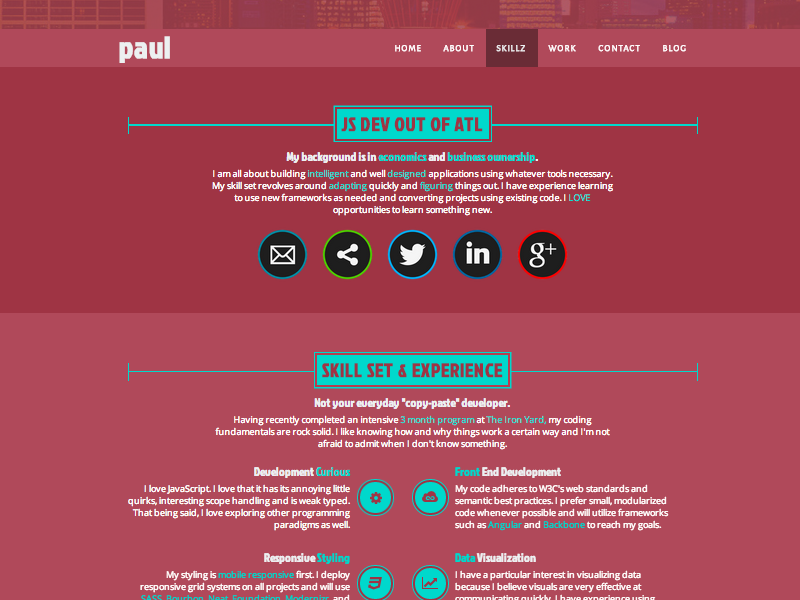 paul
HOME ABOUT SKILLZ WORK CONTACT BLOG
JS DEV OUT OF ATL
My background is in economics and business ownership.
I am all about building intelligent and well designed applications using whatever tools necessary.
My skill set revolves around adapting quickly and figuring things out. I have experience learning
to use new frameworks as needed and converting projects using existing code. I LOVE
opportunities to learn something new.
in
g+
SKILL SET & EXPERIENCE
Not your everyday "copy-paste" developer.
Having recently completed an intensive 3 month program at The Iron Yard, my coding
fundamentals are rock solid. I like knowing how and why things work a certain way and I'm not
afraid to admit when I don't know something.
Development Curious
I love JavaScript. I love that it has its annoying little
quirks, interesting scope handling and is weak typed.
That being said, I love exploring other programming
paradigms as well.
Front End Development
My code adheres to W3C's web standards and
semantic best practices. I prefer small, modularized
code whenever possible and will utilize frameworks
such as Angular and Backbone to reach my goals.
Responsive Styling
My styling is mobile responsive first. I deploy
responsive grid systems on all projects and will use
SASS, Bourbon, Neat, Foundation, Modernizr, and
Data Visualization
I have a particular interest in visualizing data
because I believe visuals are very effective at
communicating quickly. I have experience using